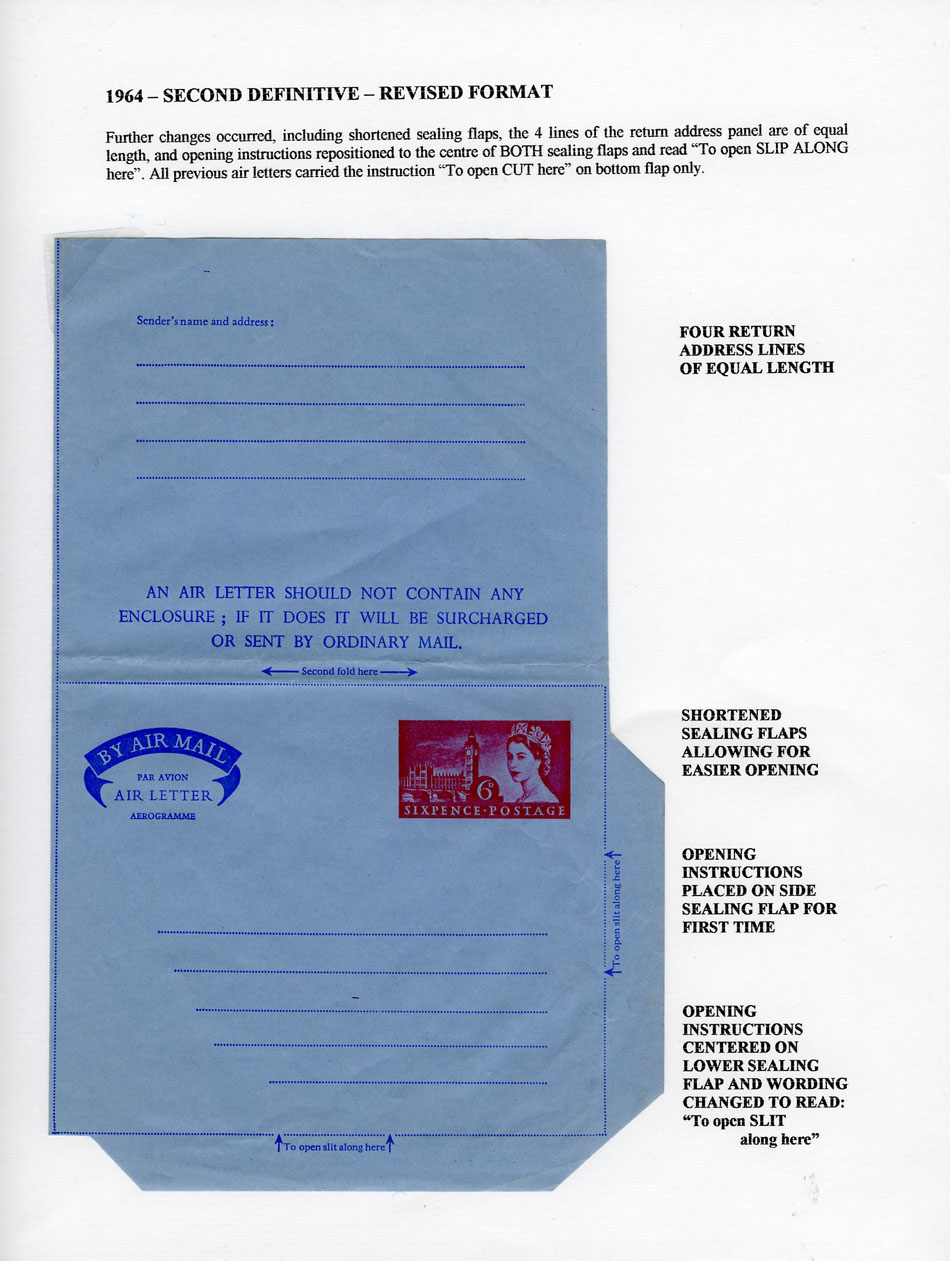 1964 – SECOND DEFINITIVE – REVISED FORMAT
Further changes occurred, including shortened sealing flaps, the 4 lines of the return address panel are of equal
length, and opening instructions repositioned to the centre of BOTH sealing flaps and read “To open SLIP ALONG
here”. All previous air letters carried the instruction “To open CUT here” on bottom flap only.
Sender's name and address:
FOUR RETURN
ADDRESS LINES
OF EQUAL LENGTH
AN AIR LETTER SHOULD NOT CONTAIN ANY
ENCLOSURE ; IF IT DOES IT WILL BE SURCHARGED
OR SENT BY ORDINARY MAIL.
Second fold here
BY AIR MAIL
PAR AVION
AIR LETTER
AEROGRAMME
6D
SIXPENCE·POSTAGE
SHORTENED
SEALING FLAPS
ALLOWING FOR
EASIER OPENING
To open slit along here
OPENING
INSTRUCTIONS
PLACED ON SIDE
SEALING FLAP FOR
FIRST TIME
OPENING
INSTRUCTIONS
CENTERED ON
LOWER SEALING
FLAP AND WORDING
CHANGED TO READ:
“To open SLIT
along here”
To open slit along here